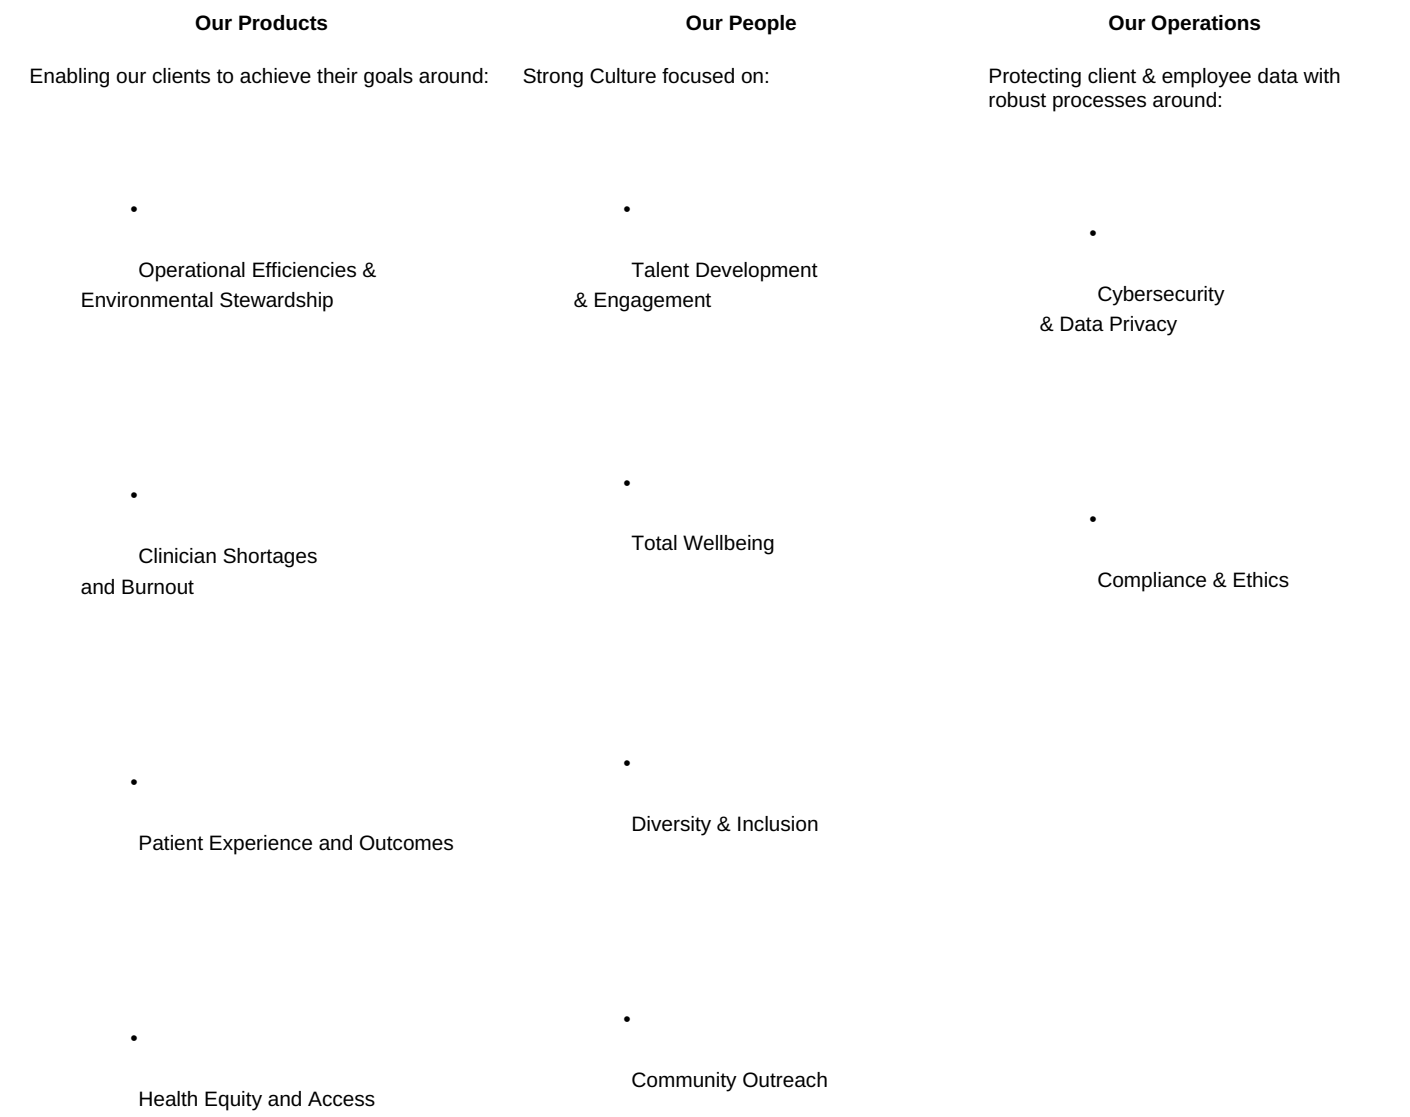 Our Products
Enabling our clients to achieve their goals around:
•
Operational Efficiencies &
Environmental Stewardship
•
Clinician Shortages
and Burnout
•
Patient Experience and Outcomes
•
Health Equity and Access
Our People
Strong Culture focused on:
•
Talent Development
& Engagement
•
Total Wellbeing
•
Diversity & Inclusion
•
Community Outreach
Our Operations
Protecting client & employee data with
robust processes around:
•
Cybersecurity
& Data Privacy
•
Compliance & Ethics